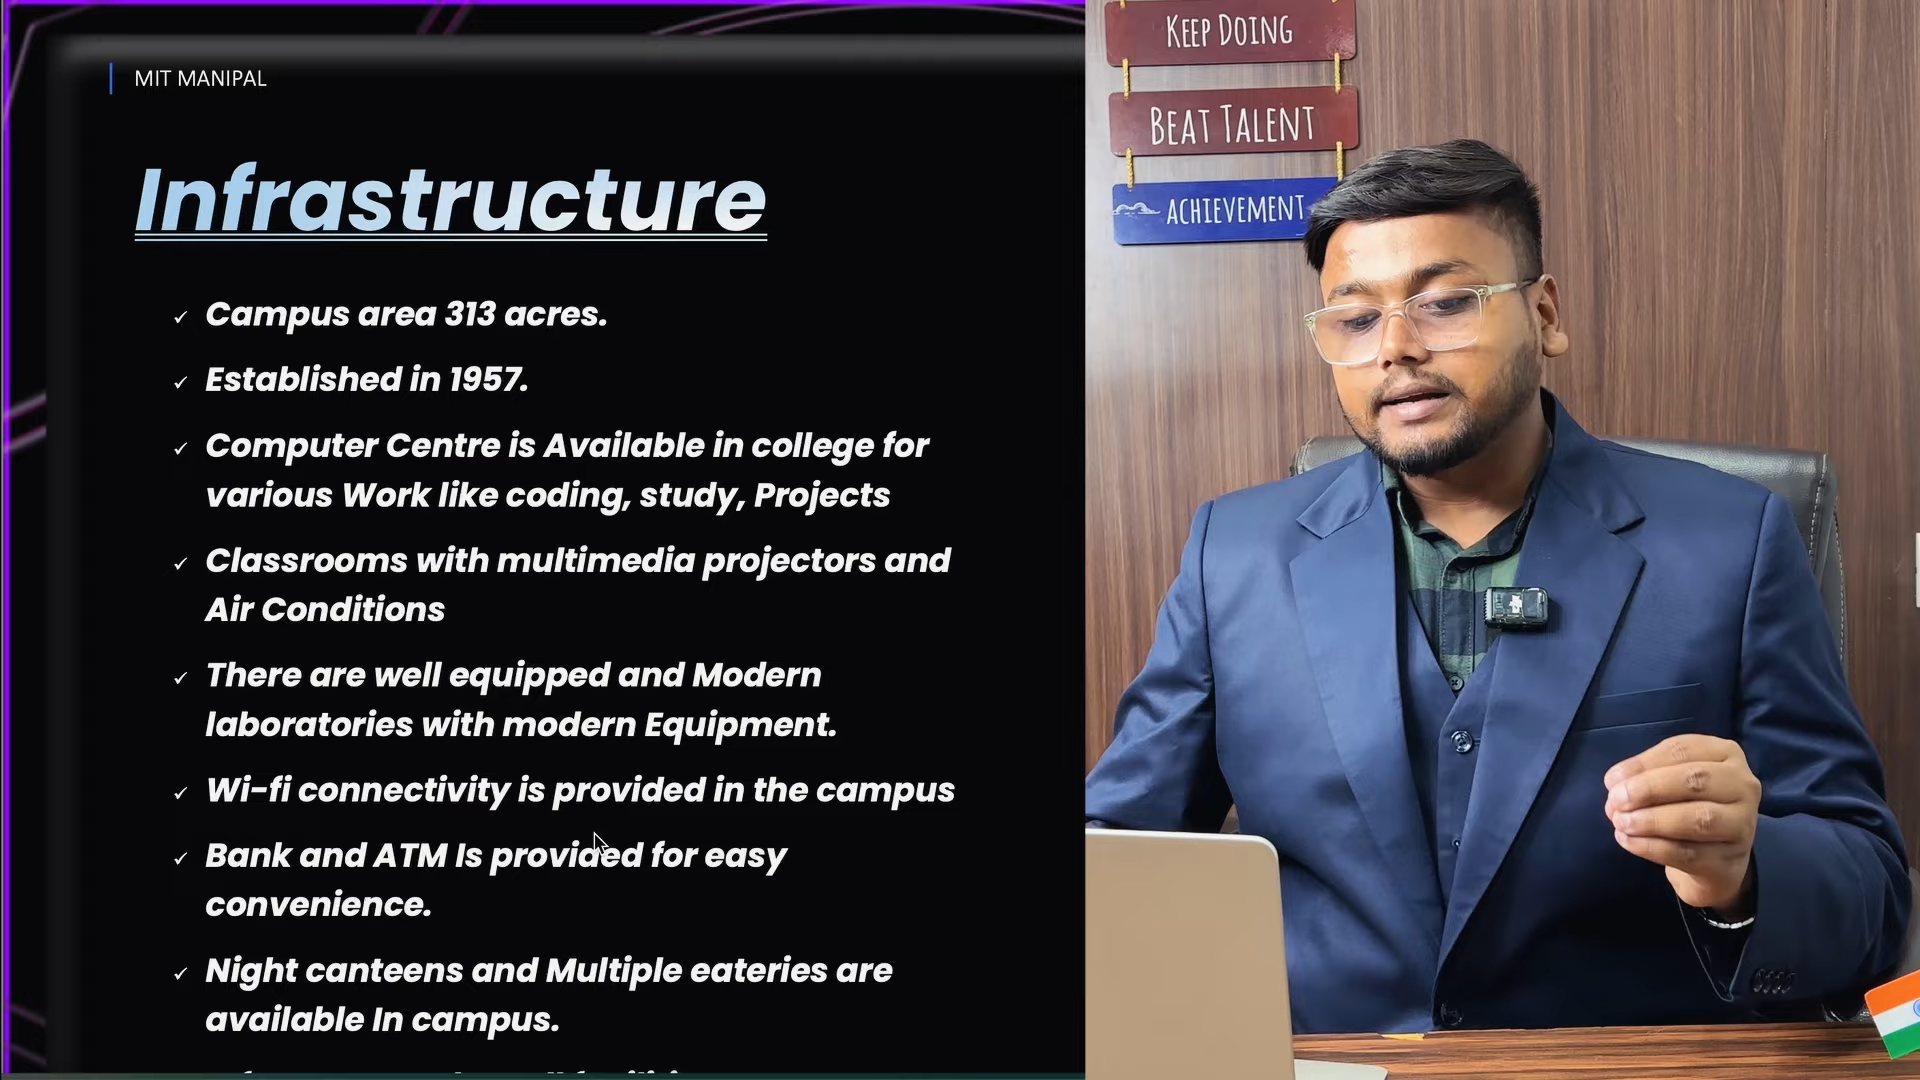 MIT MANIPAL
Infrastructure
✓ Campus area 313 acres.
✓ Established in 1957.
✓ Computer Centre is Available in college for
various Work like coding, study, Projects
✓ Classrooms with multimedia projectors and
Air Conditions
✓ There are well equipped and Modern
laboratories with modern Equipment.
✓ Wi-fi connectivity is provided in the campus
✓ Bank and ATM Is provided for easy
convenience.
✓ Night canteens and Multiple eateries are
available In campus.
KEEP DOING
BEAT TALENT
ACHIEVEMENT